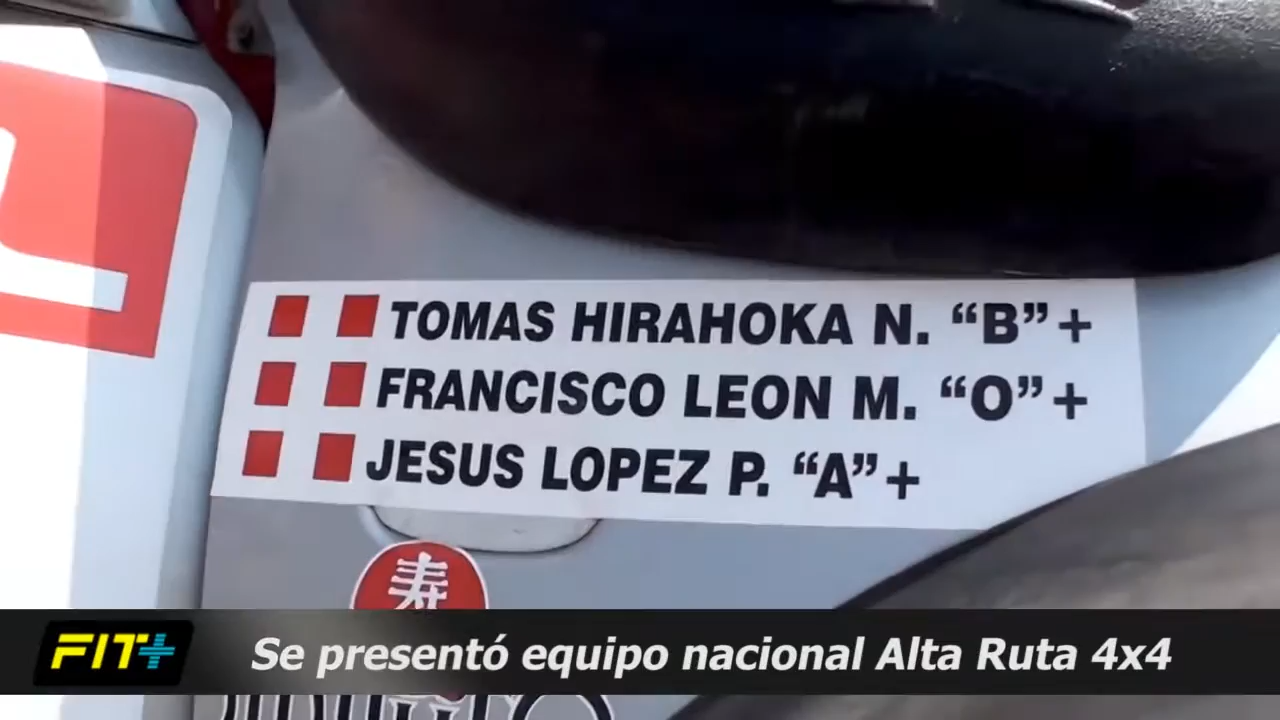 TOMAS HIRAHOKA N. “B”+
FRANCISCO LEON M. “O”+
JESUS LOPEZ P. “A”+
寿
FIT+ Se presentó equipo nacional Alta Ruta 4x4